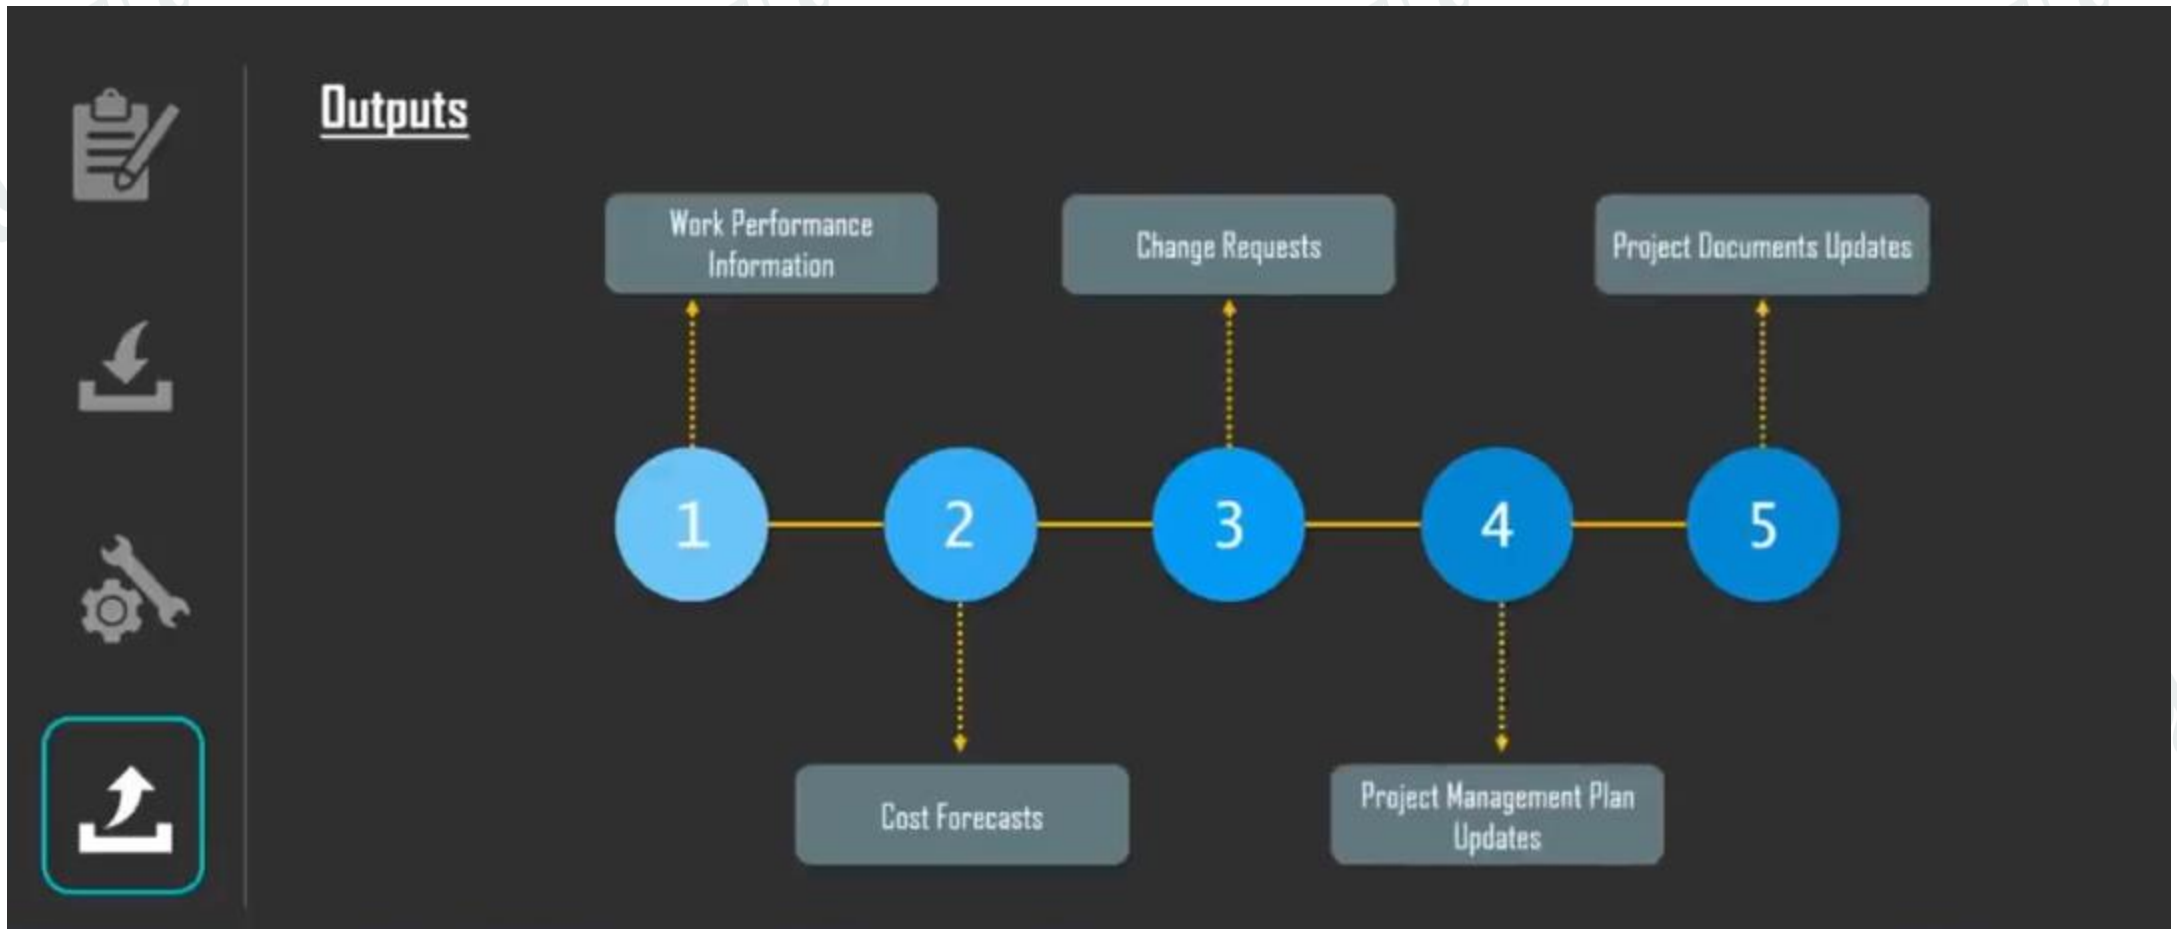 Outputs
Work Performance
Information
Change Requests
Project Documents Updates
1
2
3
4
5
Cost Forecasts
Project Management Plan
Updates